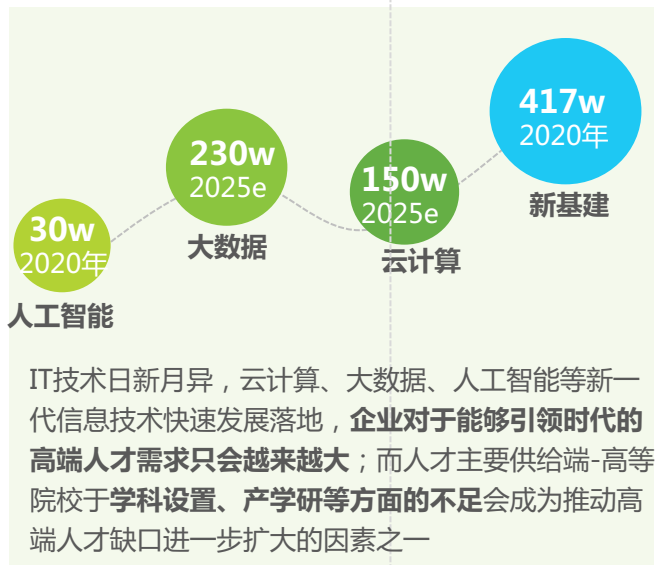 417w
2020年
新基建
230w
2025e
大数据
150w
2025e
云计算
30w
2020年
人工智能
IT技术日新月异，云计算、大数据、人工智能等新一
代信息技术快速发展落地，企业对于能够引领时代的
高端人才需求只会越来越大；而人才主要供给端-高等
院校于学科设置、产学研等方面的不足会成为推动高
端人才缺口进一步扩大的因素之一